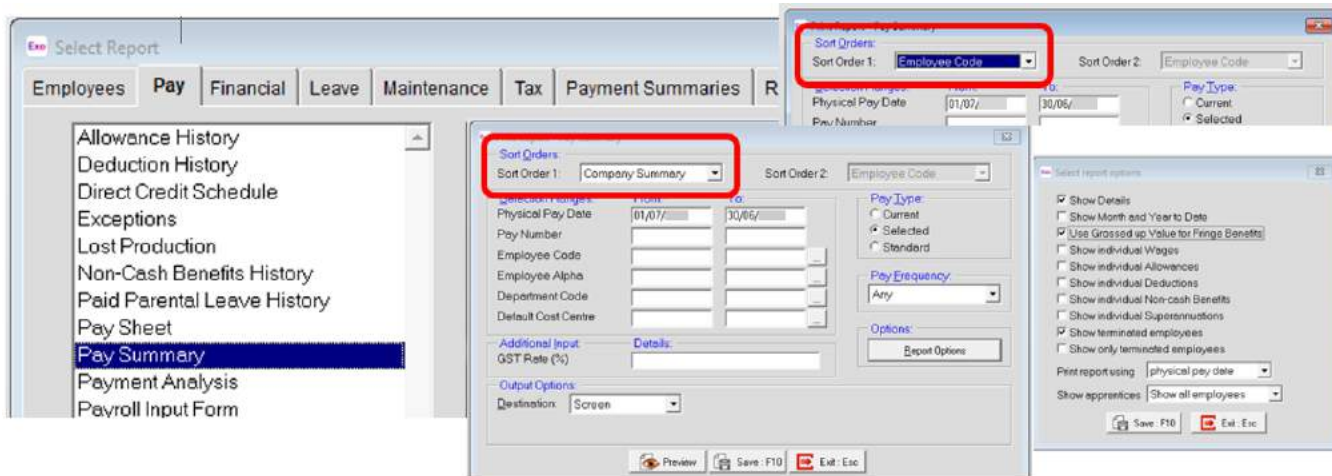 Exo Select Report
Employees Pay Financial Leave Maintenance Tax Payment Summaries R
Allowance History
Deduction History
Direct Credit Schedule
Exceptions
Lost Production
Non-Cash Benefits History
Paid Parental Leave History
Pay Sheet
Pay Summary
Payment Analysis
Payroll Input Form
Sort Orders:
Sort Order 1: Employee Code Sort Order 2: Employee Code
Pay Type:
Physical Pay Date 01/07/ 30/06/ Current
Pay Number Selected
Sort Orders:
Sort Order 1: Company Summary Sort Order 2: Employee Code
Selection Ranges: From: To: Pay Type:
Physical Pay Date 01/07/ 30/06/ Current
Pay Number Selected
Employee Code ... Standard
Employee Alpha ... Pay Frequency:
Department Code ... Any
Default Cost Centre ...
Options:
Additional Input: Details: Report Options
GST Rate (%)
Output Options:
Destination: Screen
Preview Save : F10 Exit : Esc
Select report options
Show Details
Show Month and Year to Date
Use Grossed up Value for Fringe Benefits
Show individual Wages
Show individual Allowances
Show individual Deductions
Show individual Non-cash Benefits
Show individual Superannuations
Show terminated employees
Show only terminated employees
Print report using physical pay date
Show apprentices Show all employees
Save : F10 Exit : Esc